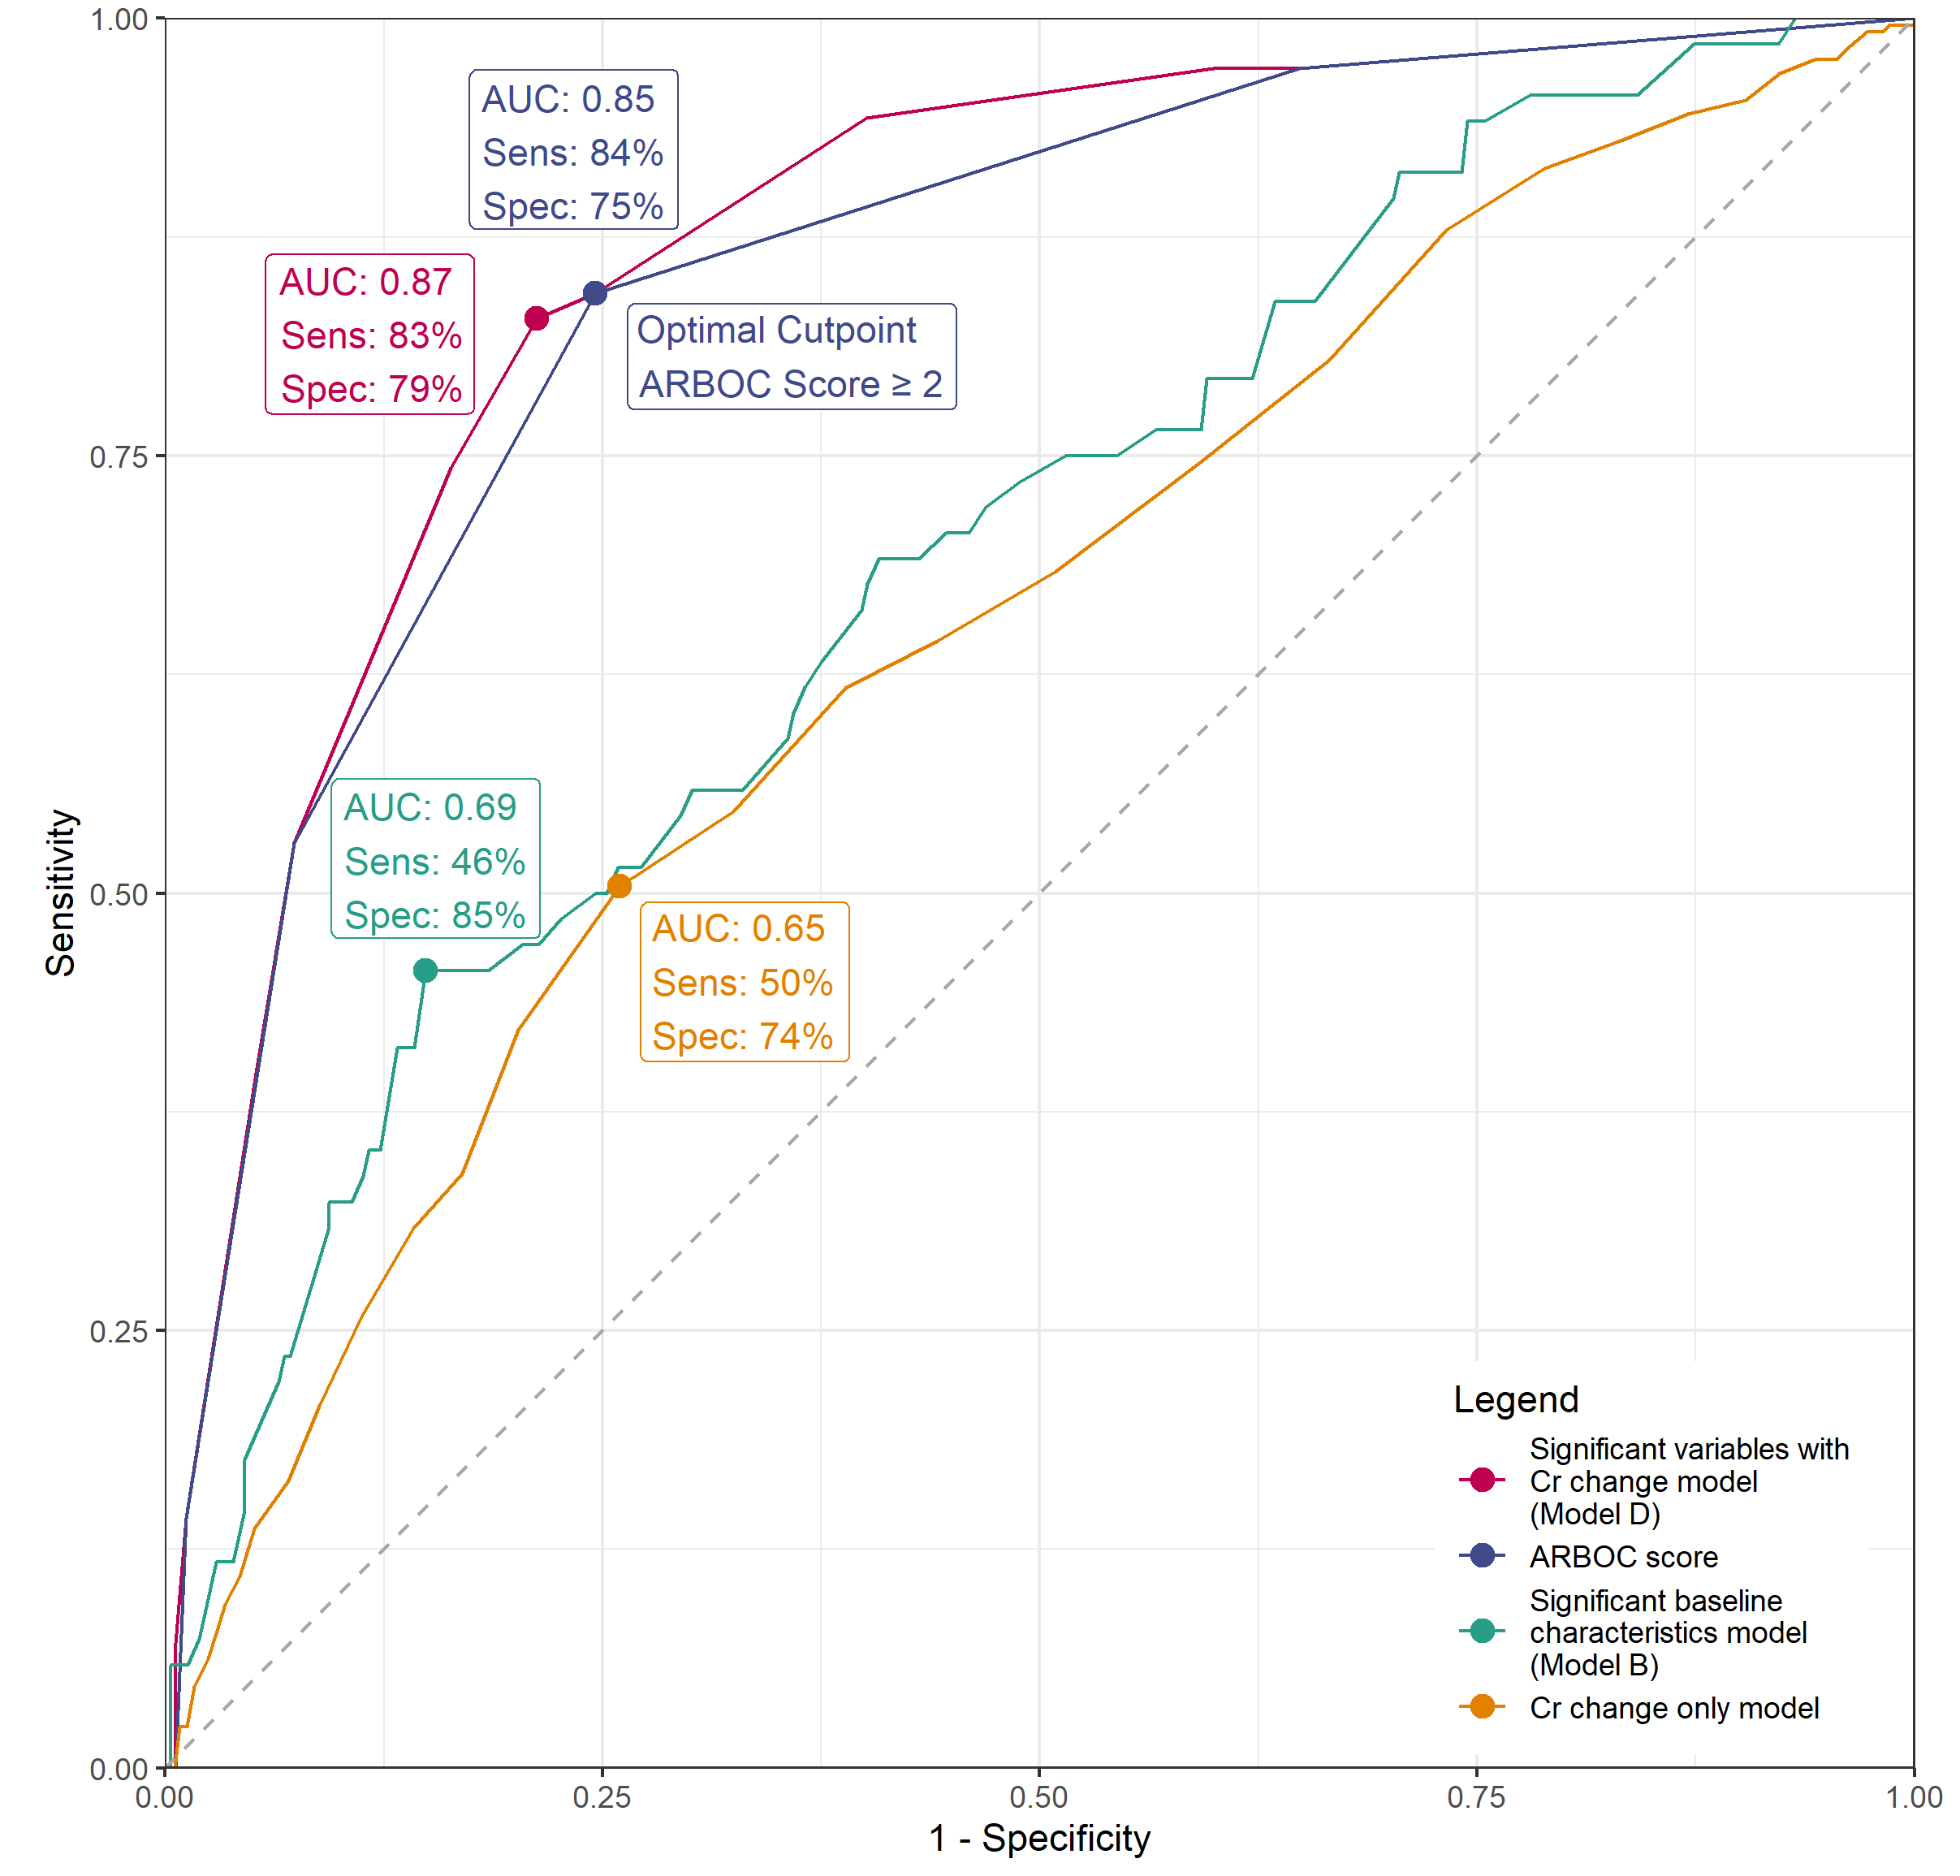 1.00
0.75
0.50
0.25
0.00
Sensitivity
AUC: 0.85
Sens: 84%
Spec: 75%
AUC: 0.87
Sens: 83%
Spec: 79%
Optimal Cutpoint
ARBOC Score ≥ 2
AUC: 0.69
Sens: 46%
Spec: 85%
AUC: 0.65
Sens: 50%
Spec: 74%
Legend
Significant variables with
Cr change model
(Model D)
ARBOC score
Significant baseline
characteristics model
(Model B)
Cr change only model
0.00
0.25
0.50
0.75
1.00
1 - Specificity